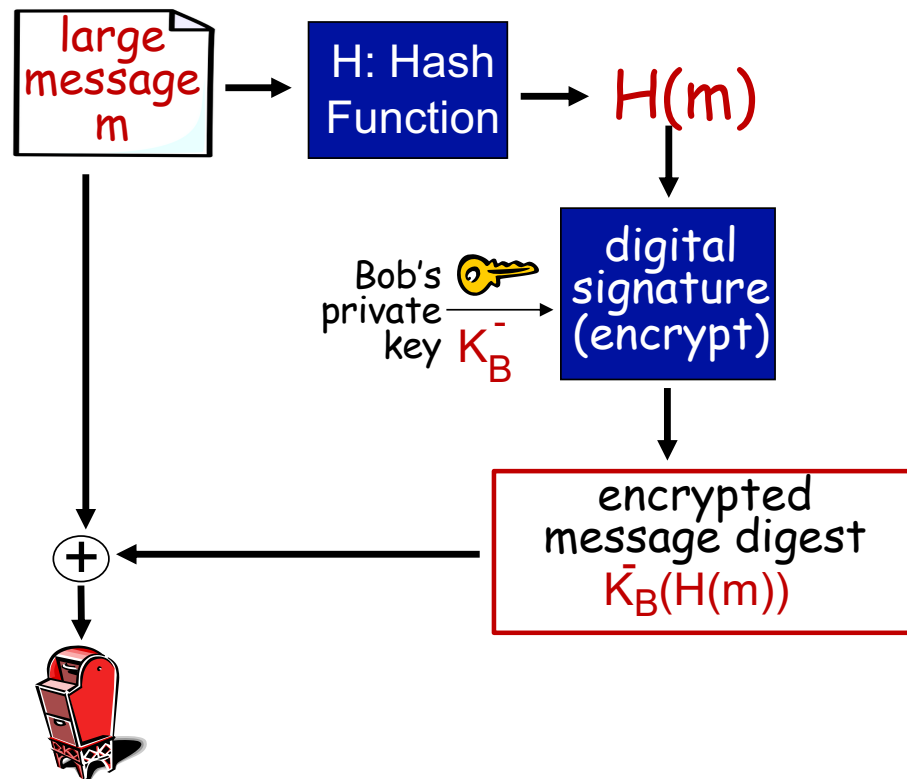 large
message
m
H: Hash
Function
H(m)
Bob's
private
key
K_B^-
digital
signature
(encrypt)
encrypted
message digest
K_B^-(H(m))
+